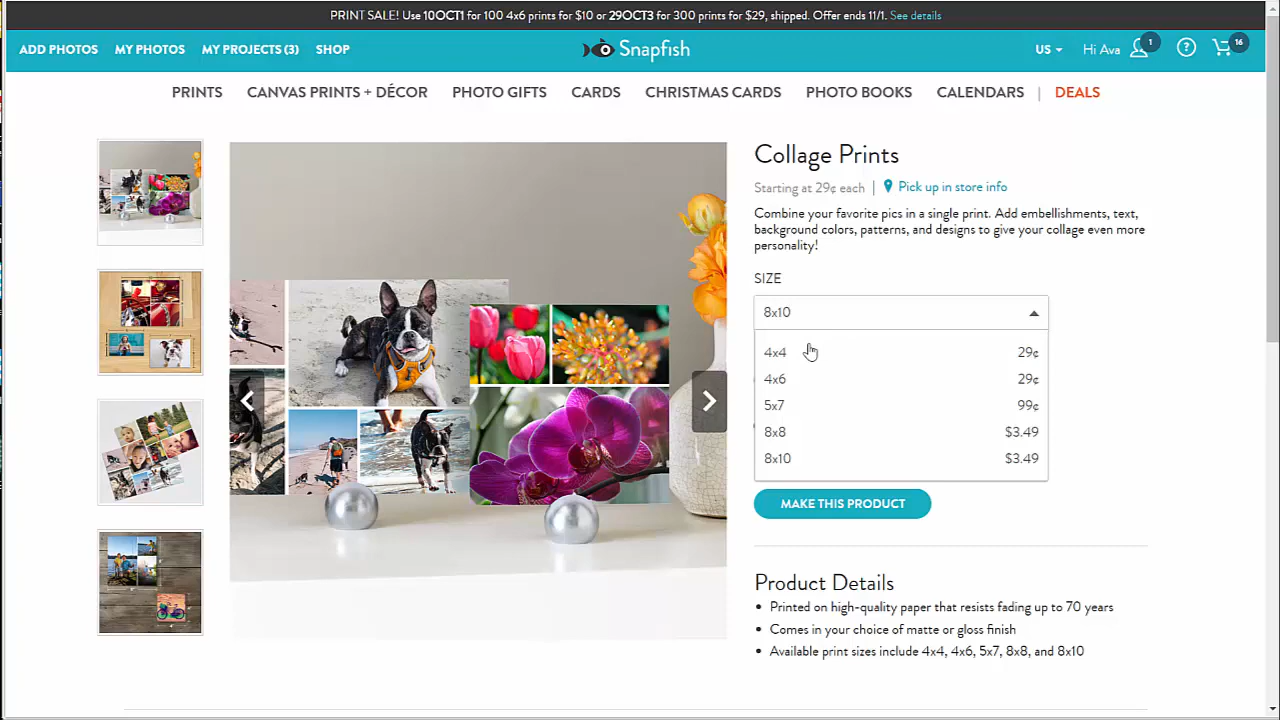 PRINT SALE! Use 10OCT1 for 100 4x6 prints for $10 or 29OCT3 for 300 prints for $29, shipped. Offer ends 11/1. See details
ADD PHOTOS MY PHOTOS MY PROJECTS (3) SHOP Snapfish US Hi Ava 1 ? 16
PRINTS CANVAS PRINTS + DÉCOR PHOTO GIFTS CARDS CHRISTMAS CARDS PHOTO BOOKS CALENDARS | DEALS
Collage Prints
Starting at 29¢ each | Pick up in store info
Combine your favorite pics in a single print. Add embellishments, text,
background colors, patterns, and designs to give your collage even more
personality!
SIZE
8x10
4x4 29¢
4x6 29¢
5x7 99¢
8x8 $3.49
8x10 $3.49
MAKE THIS PRODUCT
Product Details
• Printed on high-quality paper that resists fading up to 70 years
• Comes in your choice of matte or gloss finish
• Available print sizes include 4x4, 4x6, 5x7, 8x8, and 8x10